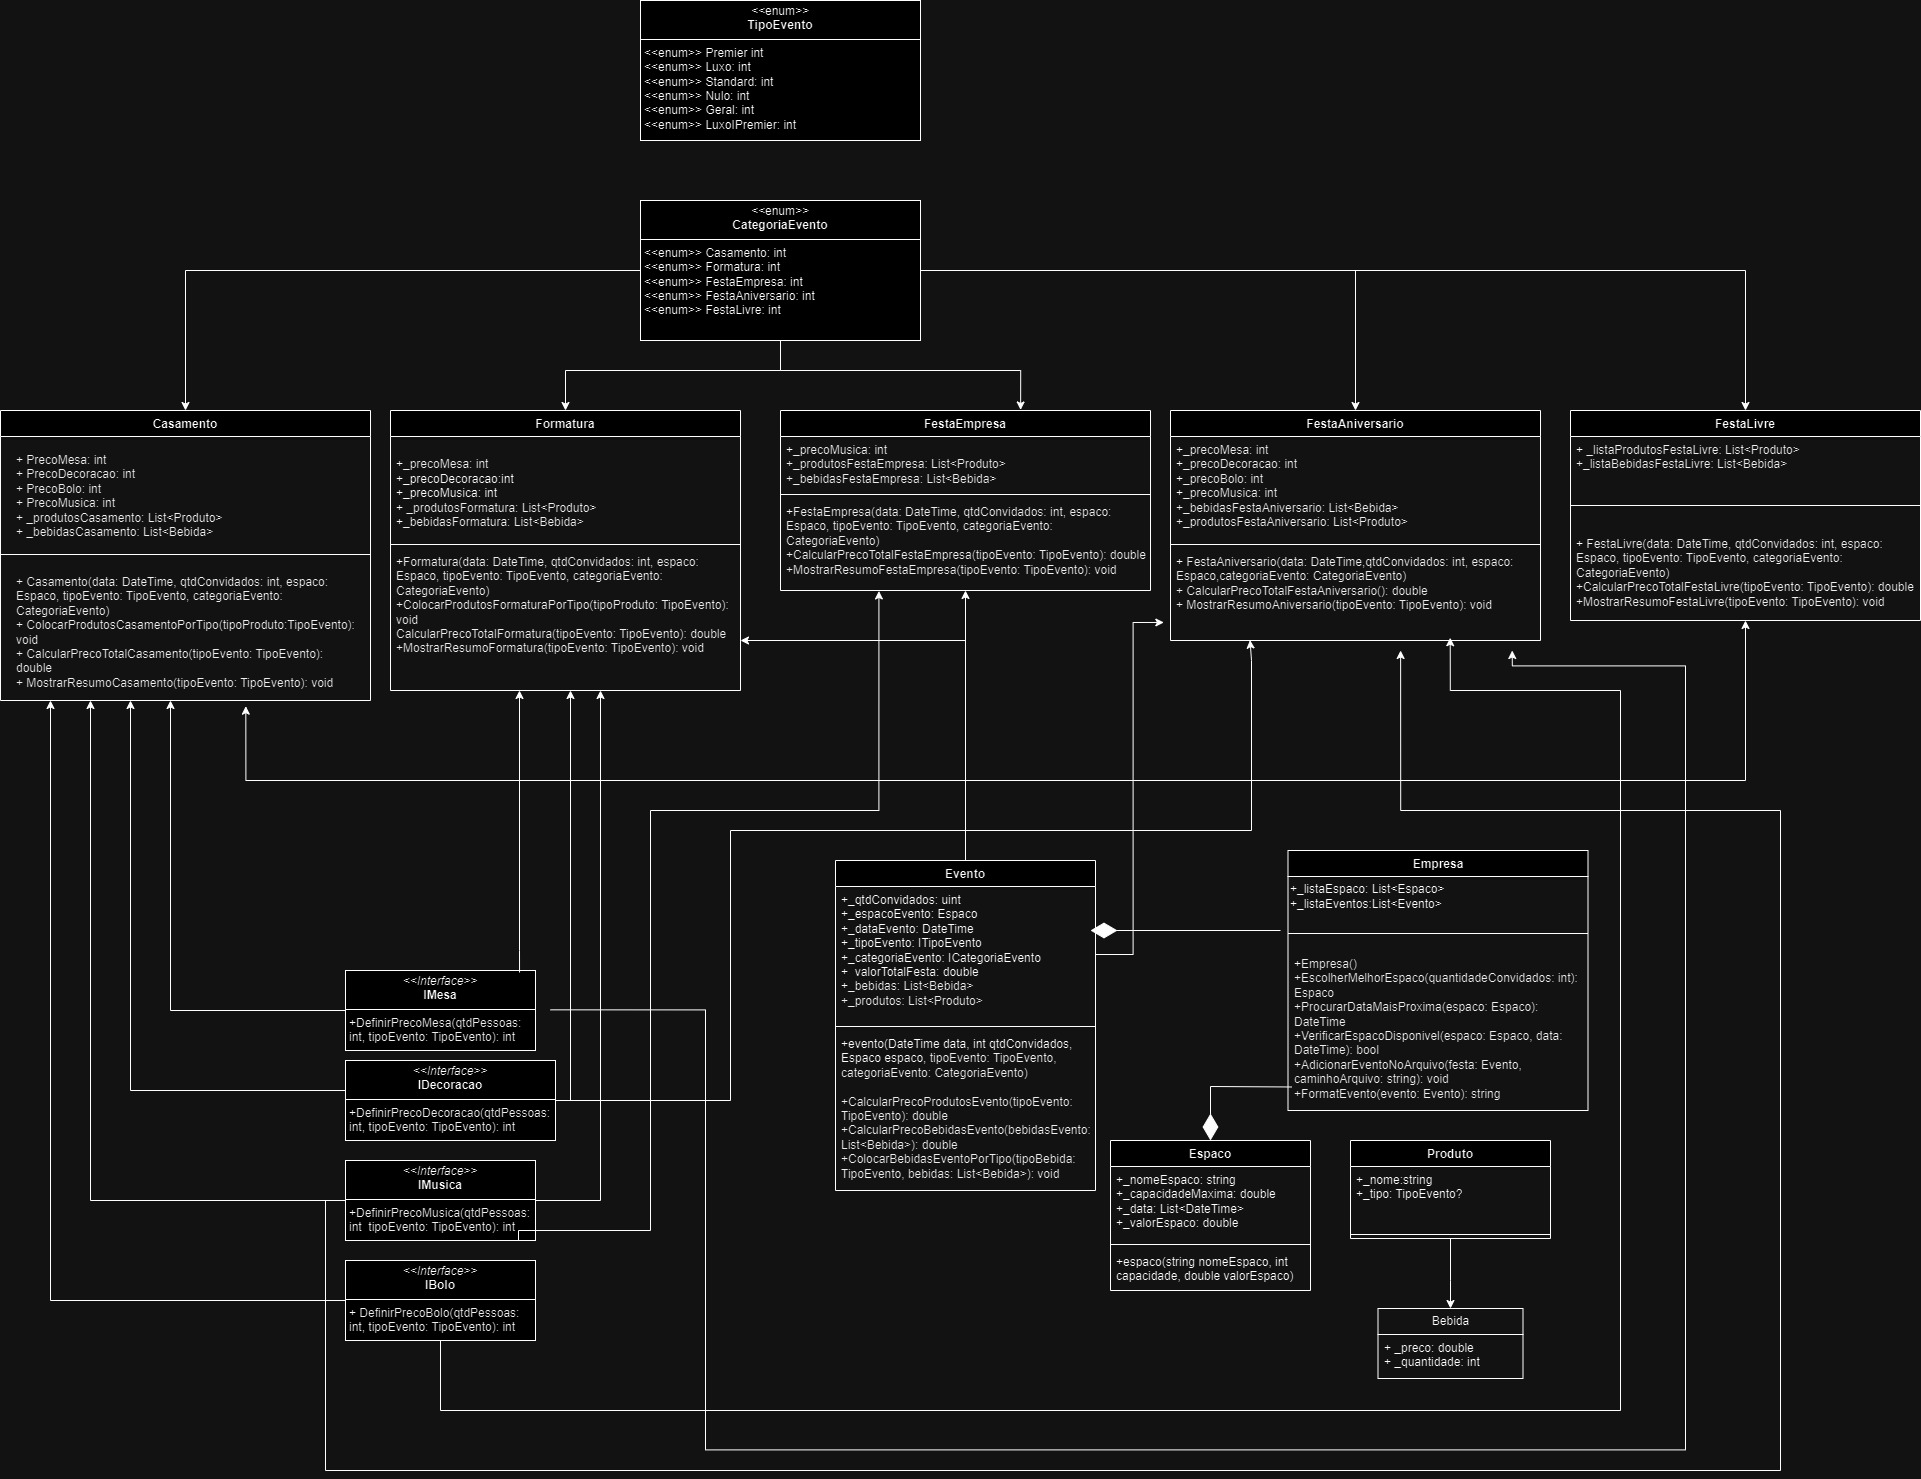 <<enum>>
TipoEvento
<<enum>> Premier int
<<enum>> Luxo: int
<<enum>> Standard: int
<<enum>> Nulo: int
<<enum>> Geral: int
<<enum>> LuxolPremier: int
<<enum>>
CategoriaEvento
<<enum>> Casamento: int
<<enum>> Formatura: int
<<enum>> FestaEmpresa: int
<<enum>> FestaAniversario: int
<<enum>> FestaLivre: int
Casamento
+ PrecoMesa: int
+ PrecoDecoracao: int
+ PrecoBolo: int
+ PrecoMusica: int
+ _produtosCasamento: List<Produto>
+ _bebidasCasamento: List<Bebida>
+ Casamento(data: DateTime, qtdConvidados: int, espaco:
Espaco, tipoEvento: TipoEvento, categoriaEvento:
CategoriaEvento)
+ ColocarProdutosCasamentoPorTipo(tipoProduto:TipoEvento):
void
+ CalcularPrecoTotalCasamento(tipoEvento: TipoEvento):
double
+ MostrarResumoCasamento(tipoEvento: TipoEvento): void
Formatura
+_precoMesa: int
+_precoDecoracao:int
+_precoMusica: int
+ _produtosFormatura: List<Produto>
+_bebidasFormatura: List<Bebida>
+Formatura(data: DateTime, qtdConvidados: int, espaco:
Espaco, tipoEvento: TipoEvento, categoriaEvento:
CategoriaEvento)
+ColocarProdutosFormaturaPorTipo(tipoProduto: TipoEvento):
void
CalcularPrecoTotalFormatura(tipoEvento: TipoEvento): double
+MostrarResumoFormatura(tipoEvento: TipoEvento): void
FestaEmpresa
+_precoMusica: int
+_produtosFestaEmpresa: List<Produto>
+_bebidasFestaEmpresa: List<Bebida>
+FestaEmpresa(data: DateTime, qtdConvidados: int, espaco:
Espaco, tipoEvento: TipoEvento, categoriaEvento:
CategoriaEvento)
+CalcularPrecoTotalFestaEmpresa(tipoEvento: TipoEvento): double
+MostrarResumoFestaEmpresa(tipoEvento: TipoEvento): void
FestaAniversario
+_precoMesa: int
+_precoDecoracao: int
+_precoBolo: int
+_precoMusica: int
+_bebidasFestaAniversario: List<Bebida>
+_produtosFestaAniversario: List<Produto>
+ FestaAniversario(data: DateTime,qtdConvidados: int, espaco:
Espaco,categoriaEvento: CategoriaEvento)
+ CalcularPrecoTotalFestaAniversario(): double
+ MostrarResumoAniversario(tipoEvento: TipoEvento): void
FestaLivre
+ _listaProdutosFestaLivre: List<Produto>
+_listaBebidasFestaLivre: List<Bebida>
+ FestaLivre(data: DateTime, qtdConvidados: int, espaco:
Espaco, tipoEvento: TipoEvento, categoriaEvento:
CategoriaEvento)
+CalcularPrecoTotalFestaLivre(tipoEvento: TipoEvento): double
+MostrarResumoFestaLivre(tipoEvento: TipoEvento): void
<<Interface>>
IMesa
+DefinirPrecoMesa(qtdPessoas:
int, tipoEvento: TipoEvento): int
<<Interface>>
IDecoracao
+DefinirPrecoDecoracao(qtdPessoas:
int, tipoEvento: TipoEvento): int
<<Interface>>
IMusica
+DefinirPrecoMusica(qtdPessoas:
int  tipoEvento: TipoEvento): int
<<Interface>>
IBolo
+ DefinirPrecoBolo(qtdPessoas:
int, tipoEvento: TipoEvento): int
Evento
+_qtdConvidados: uint
+_espacoEvento: Espaco
+_dataEvento: DateTime
+_tipoEvento: ITipoEvento
+_categoriaEvento: ICategoriaEvento
+_valorTotalFesta: double
+_bebidas: List<Bebida>
+_produtos: List<Produto>
+evento(DateTime data, int qtdConvidados,
Espaco espaco, tipoEvento: TipoEvento,
categoriaEvento: CategoriaEvento)
+CalcularPrecoProdutosEvento(tipoEvento:
TipoEvento): double
+CalcularPrecoBebidasEvento(bebidasEvento:
List<Bebida>): double
+ColocarBebidasEventoPorTipo(tipoBebida:
TipoEvento, bebidas: List<Bebida>): void
Empresa
+_listaEspaco: List<Espaco>
+_listaEventos:List<Evento>
+Empresa()
+EscolherMelhorEspaco(quantidadeConvidados: int):
Espaco
+ProcurarDataMaisProxima(espaco: Espaco):
DateTime
+VerificarEspacoDisponivel(espaco: Espaco, data:
DateTime): bool
+AdicionarEventoNoArquivo(festa: Evento,
caminhoArquivo: string): void
+FormatEvento(evento: Evento): string
Espaco
+_nomeEspaco: string
+_capacidadeMaxima: double
+_data: List<DateTime>
+_valorEspaco: double
+espaco(string nomeEspaco, int
capacidade, double valorEspaco)
Produto
+_nome:string
+_tipo: TipoEvento?
Bebida
+ _preco: double
+ _quantidade: int